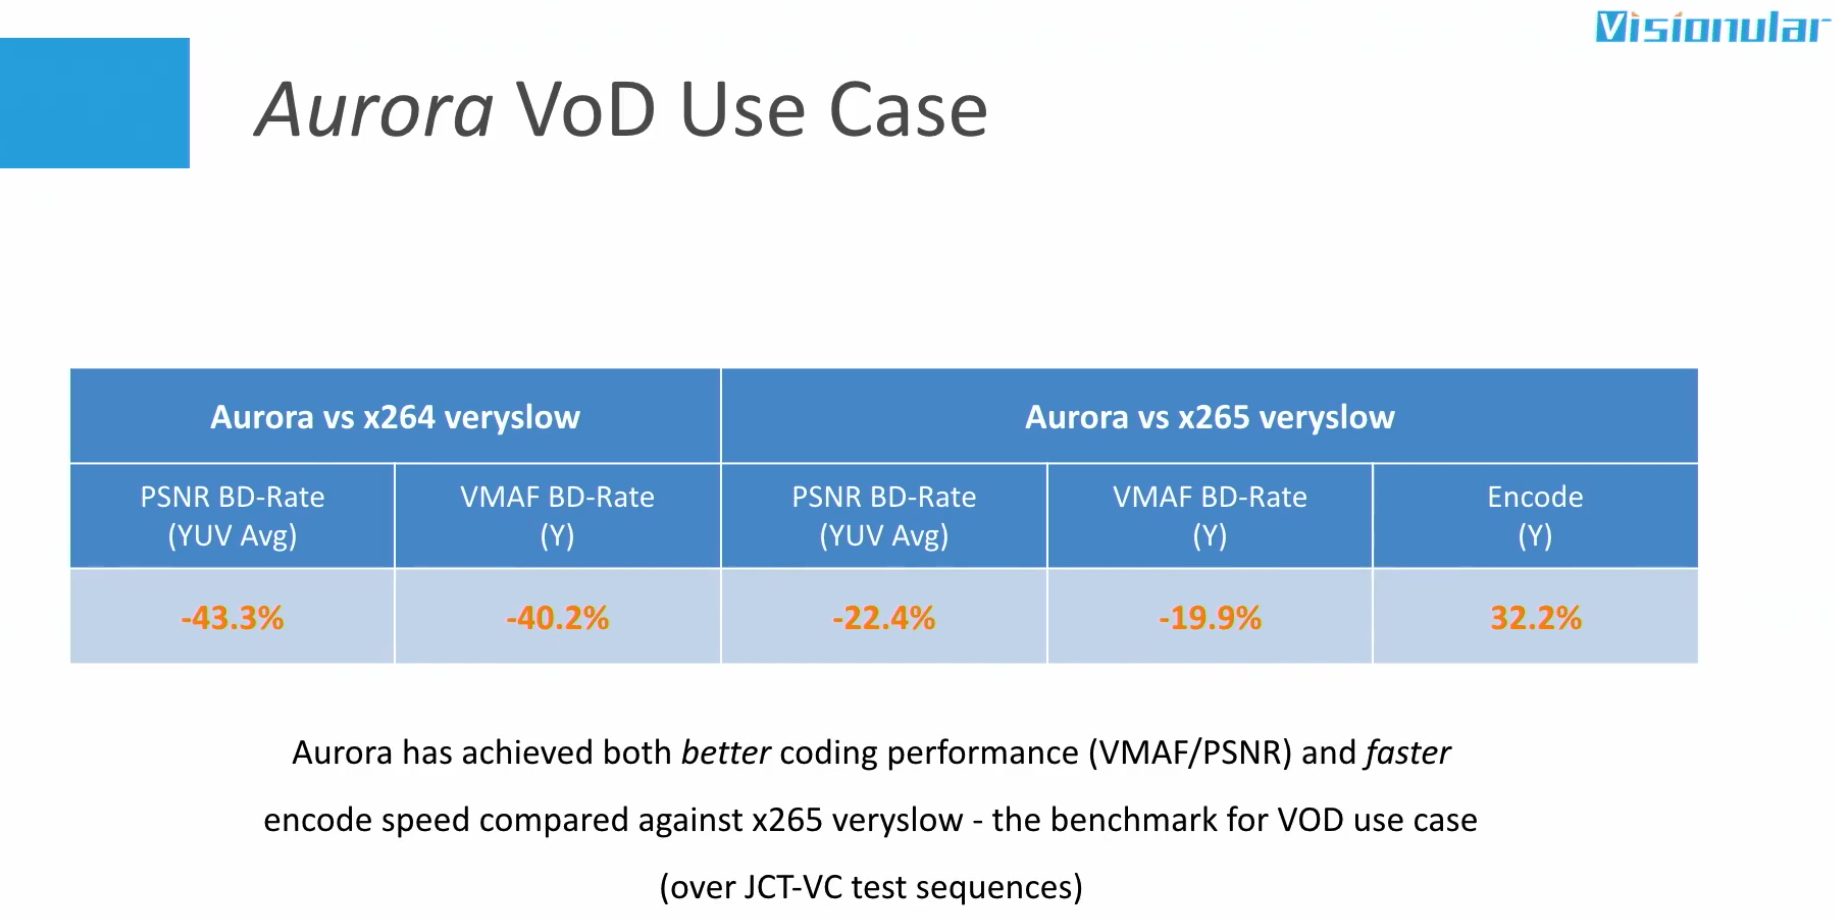 Visionular
Aurora VoD Use Case
Aurora vs x264 veryslow
Aurora vs x265 veryslow
PSNR BD-Rate
(YUV Avg)
VMAF BD-Rate
(Y)
PSNR BD-Rate
(YUV Avg)
VMAF BD-Rate
(Y)
Encode
(Y)
-43.3%
-40.2%
-22.4%
-19.9%
32.2%
Aurora has achieved both better coding performance (VMAF/PSNR) and faster
encode speed compared against x265 veryslow - the benchmark for VOD use case
(over JCT-VC test sequences)